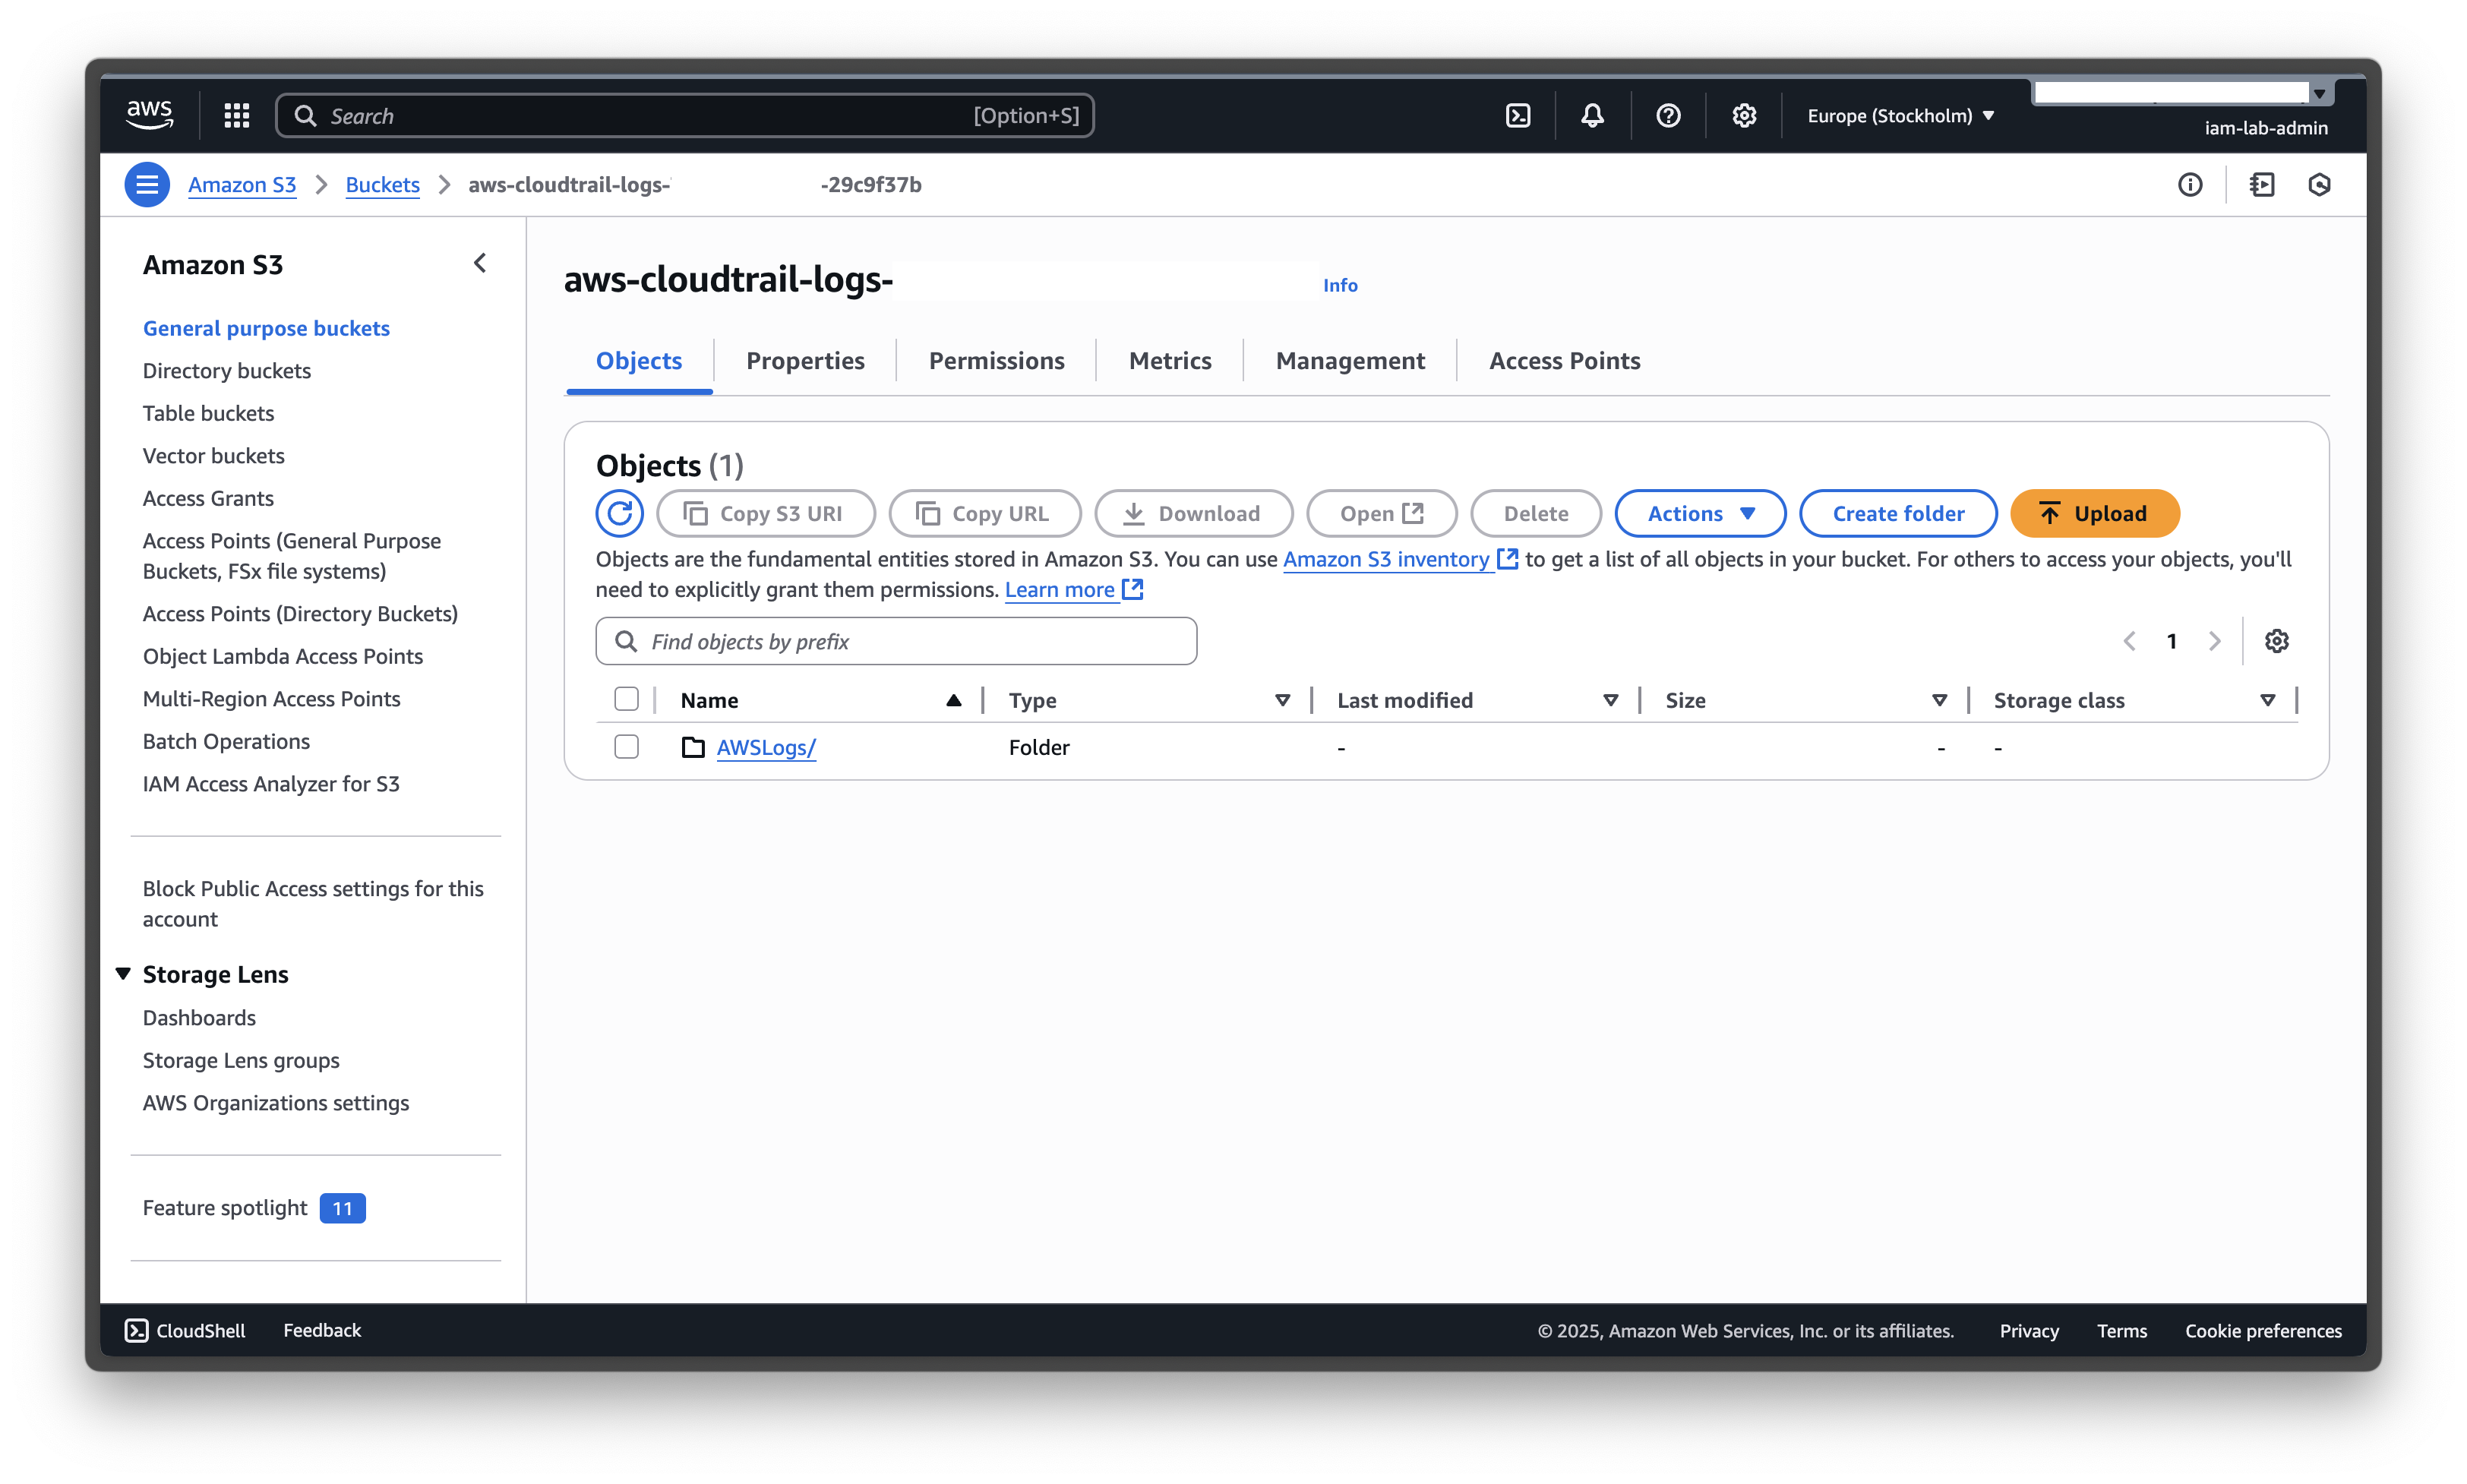 aws
Search [Option+S]
Europe (Stockholm)
iam-lab-admin
Amazon S3 > Buckets > aws-cloudtrail-logs- -29c9f37b
Amazon S3
General purpose buckets
Directory buckets
Table buckets
Vector buckets
Access Grants
Access Points (General Purpose
Buckets, FSx file systems)
Access Points (Directory Buckets)
Object Lambda Access Points
Multi-Region Access Points
Batch Operations
IAM Access Analyzer for S3
Block Public Access settings for this
account
Storage Lens
Dashboards
Storage Lens groups
AWS Organizations settings
Feature spotlight 11
aws-cloudtrail-logs- Info
Objects Properties Permissions Metrics Management Access Points
Objects (1)
Copy S3 URI Copy URL Download Open Delete Actions Create folder Upload
Objects are the fundamental entities stored in Amazon S3. You can use Amazon S3 inventory to get a list of all objects in your bucket. For others to access your objects, you'll
need to explicitly grant them permissions. Learn more
Find objects by prefix 1
Name Type Last modified Size Storage class
AWSLogs/ Folder - - -
CloudShell Feedback © 2025, Amazon Web Services, Inc. or its affiliates. Privacy Terms Cookie preferences